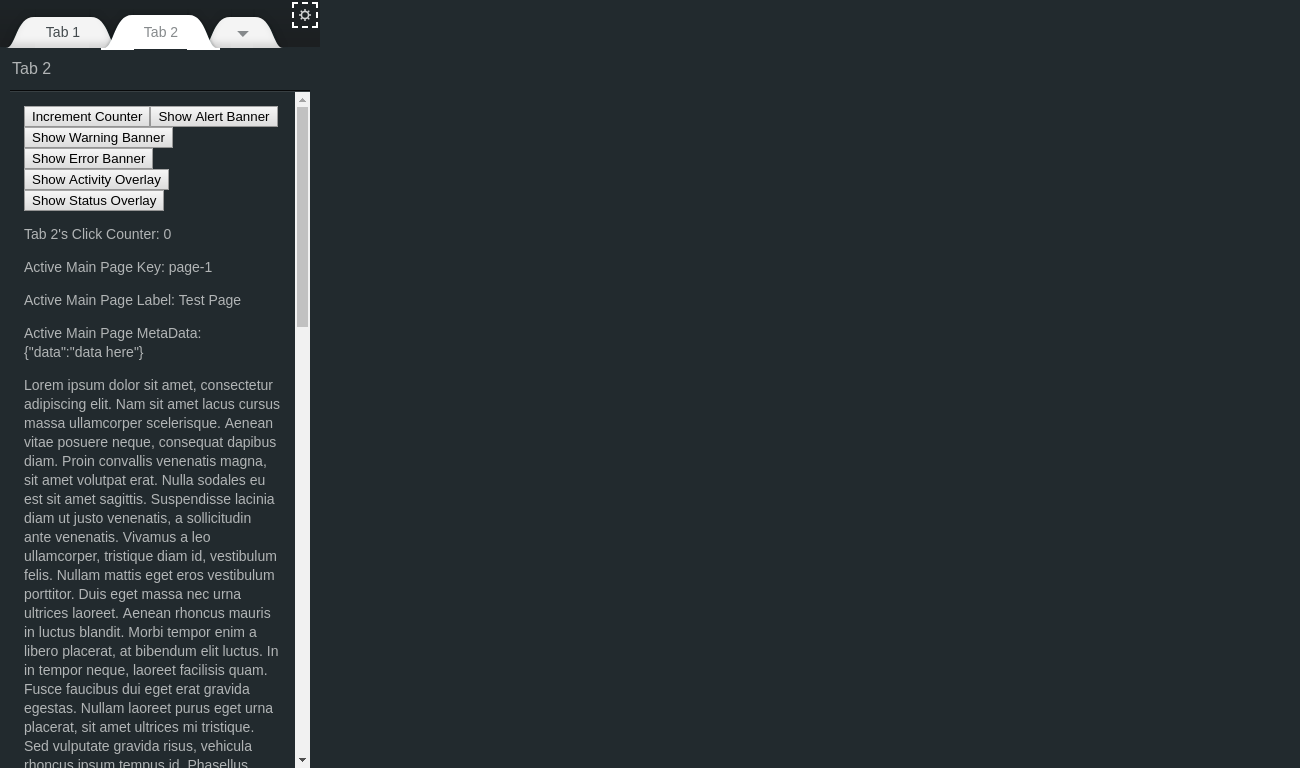 Tab 1
Tab 2
Tab 2
Increment Counter
Show Alert Banner
Show Warning Banner
Show Error Banner
Show Activity Overlay
Show Status Overlay
Tab 2's Click Counter: 0
Active Main Page Key: page-1
Active Main Page Label: Test Page
Active Main Page MetaData:
{"data":"data here"}
Lorem ipsum dolor sit amet, consectetur
adipiscing elit. Nam sit amet lacus cursus
massa ullamcorper scelerisque. Aenean
vitae posuere neque, consequat dapibus
diam. Proin convallis venenatis magna,
sit amet volutpat erat. Nulla sodales eu
est sit amet sagittis. Suspendisse lacinia
diam ut justo venenatis, a sollicitudin
ante venenatis. Vivamus a leo
ullamcorper, tristique diam id, vestibulum
felis. Nullam mattis eget eros vestibulum
porttitor. Duis eget massa nec urna
ultrices laoreet. Aenean rhoncus mauris
in luctus blandit. Morbi tempor enim a
libero placerat, at bibendum elit luctus. In
in tempor neque, laoreet facilisis quam.
Fusce faucibus dui eget erat gravida
egestas. Nullam laoreet purus eget urna
placerat, sit amet ultrices mi tristique.
Sed vulputate gravida risus, vehicula
rhoncus ipsum tempus id. Phasellus